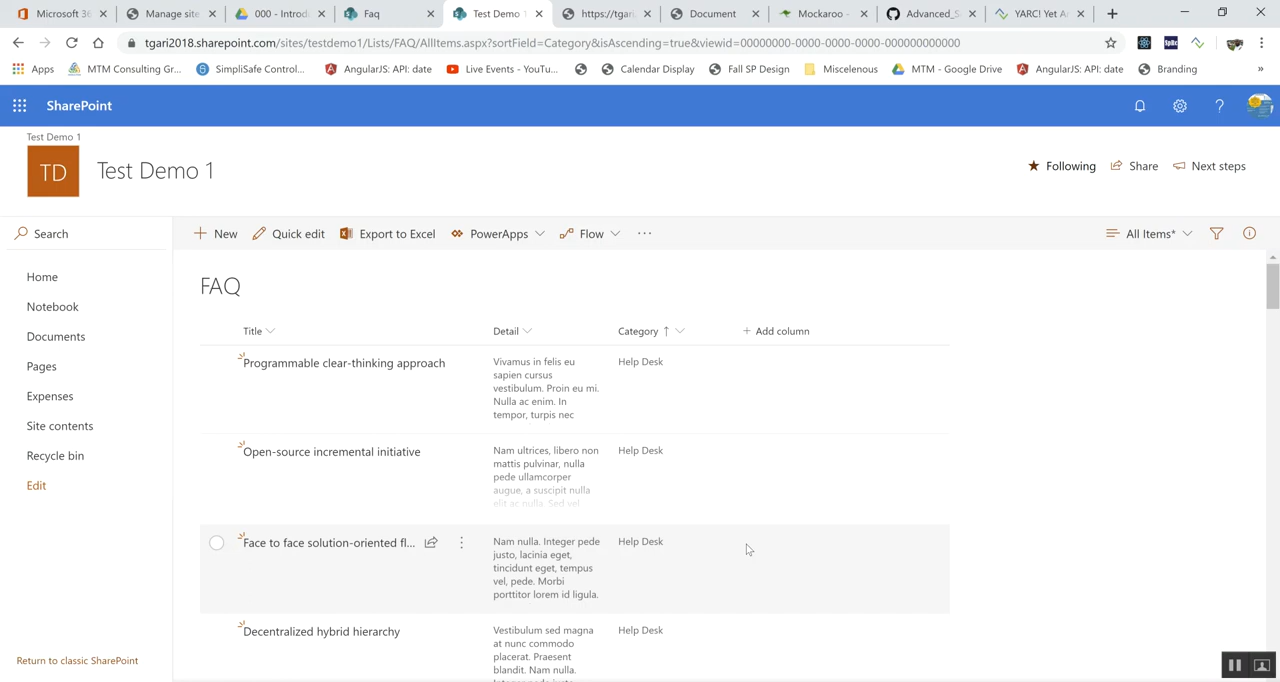 Microsoft 36
Manage site
000 - Introd
Faq
Test Demo 1
https://tgari
Document
Mockaroo -
Advanced_S
YARC! Yet A
tgari2018.sharepoint.com/sites/testdemo1/Lists/FAQ/AllItems.aspx?sortField=Category&isAscending=true&viewid=00000000-0000-0000-0000-000000000000
Apps
MTM Consulting Gr...
SimpliSafe Control...
AngularJS: API: date
Live Events - YouTu...
Calendar Display
Fall SP Design
Miscelenous
MTM - Google Drive
AngularJS: API: date
Branding
»
SharePoint
?
Test Demo 1
TD
Test Demo 1
Following
Share
Next steps
Search
New
Quick edit
Export to Excel
PowerApps
Flow
...
All Items*
Home
Notebook
Documents
Pages
Expenses
Site contents
Recycle bin
Edit
Return to classic SharePoint
FAQ
Title
Detail
Category
+ Add column
Programmable clear-thinking approach
Vivamus in felis eu
sapien cursus
vestibulum. Proin eu mi.
Nulla ac enim. In
tempor, turpis nec
Help Desk
Open-source incremental initiative
Nam ultrices, libero non
mattis pulvinar, nulla
pede ullamcorper
augue, a suscipit nulla
elit ac nulla. Sed vel
Help Desk
Face to face solution-oriented fl...
Nam nulla. Integer pede
justo, lacinia eget,
tincidunt eget, tempus
vel, pede. Morbi
porttitor lorem id ligula.
Help Desk
Decentralized hybrid hierarchy
Vestibulum sed magna
at nunc commodo
placerat. Praesent
blandit. Nam nulla.
Help Desk